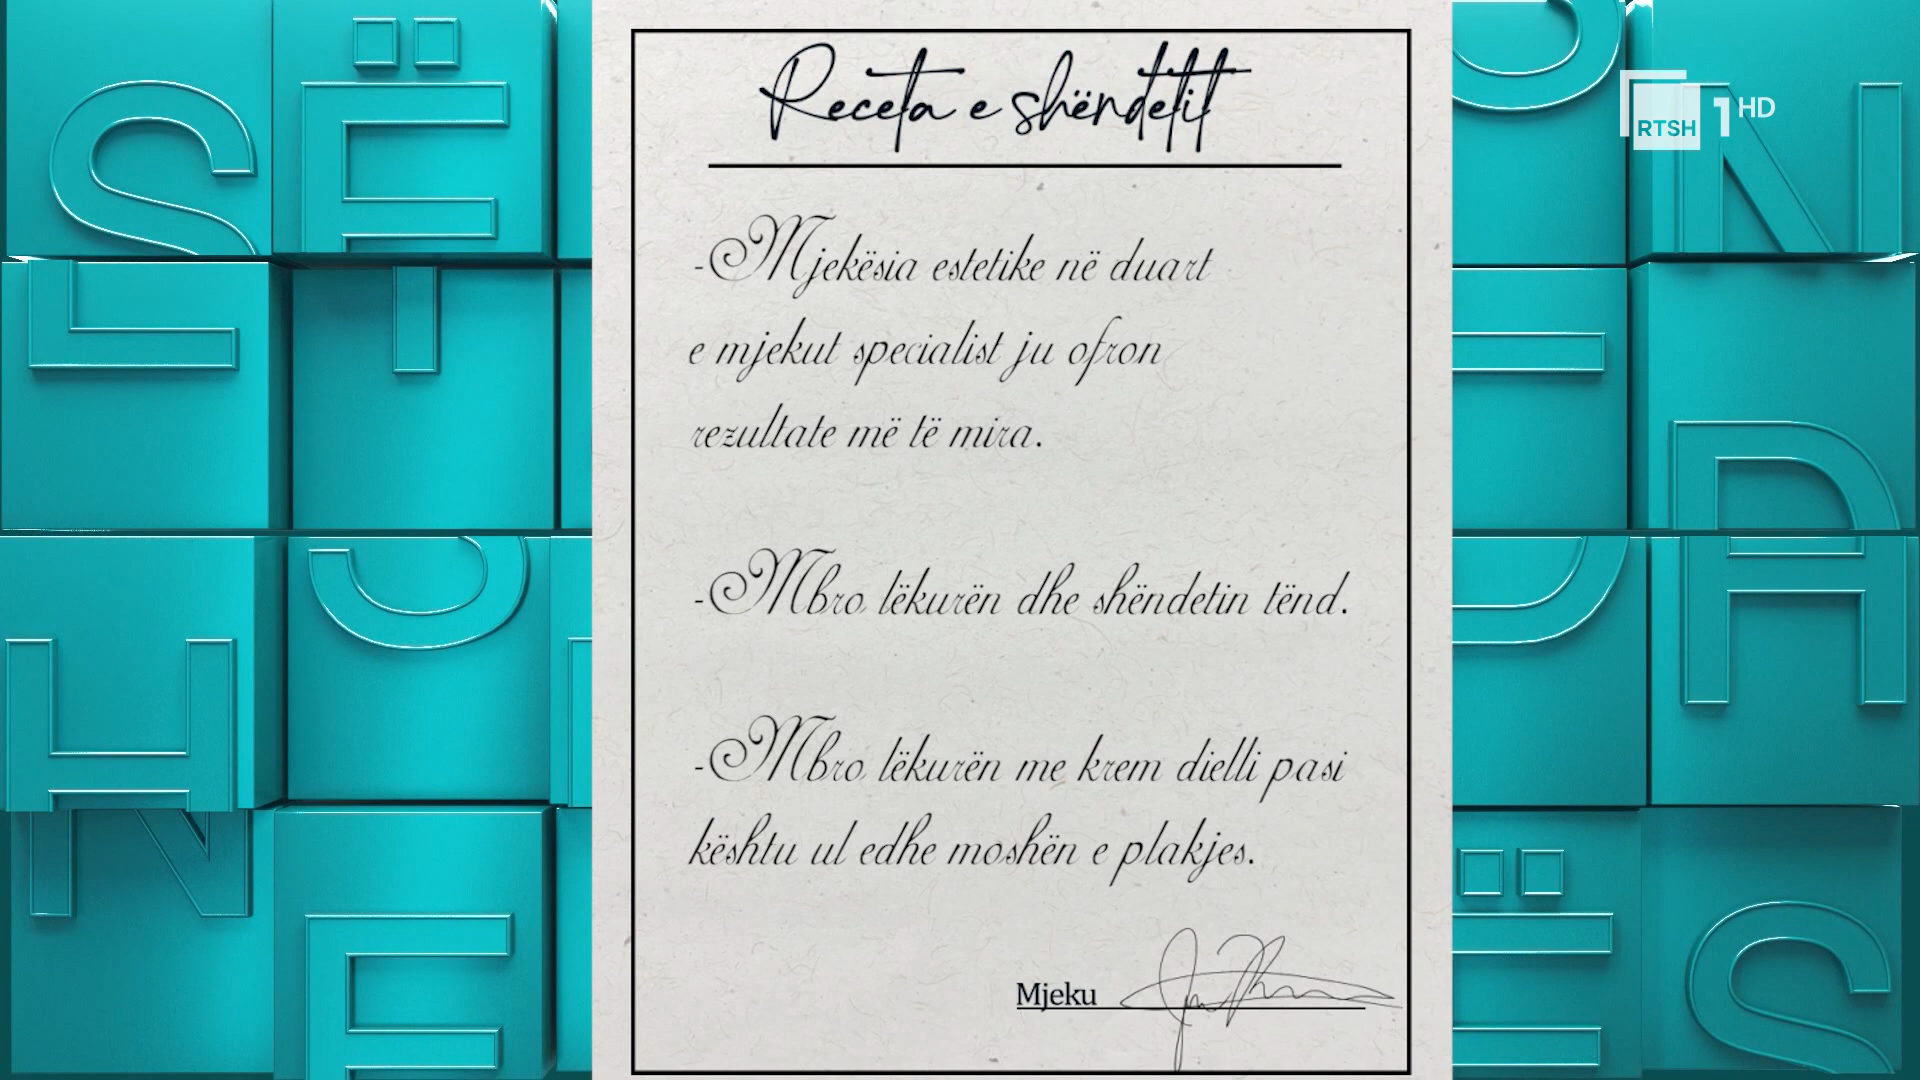 Receta e shëndetit
-Mjekësia estetike në duart
e mjekut specialist ju ofron
rezultate më të mira.
-Mbro lëkurën dhe shëndetin tënd.
-Mbro lëkurën me krem dielli pasi
kështu ul edhe moshën e plakjes.
Mjeku
RTSH 1 HD